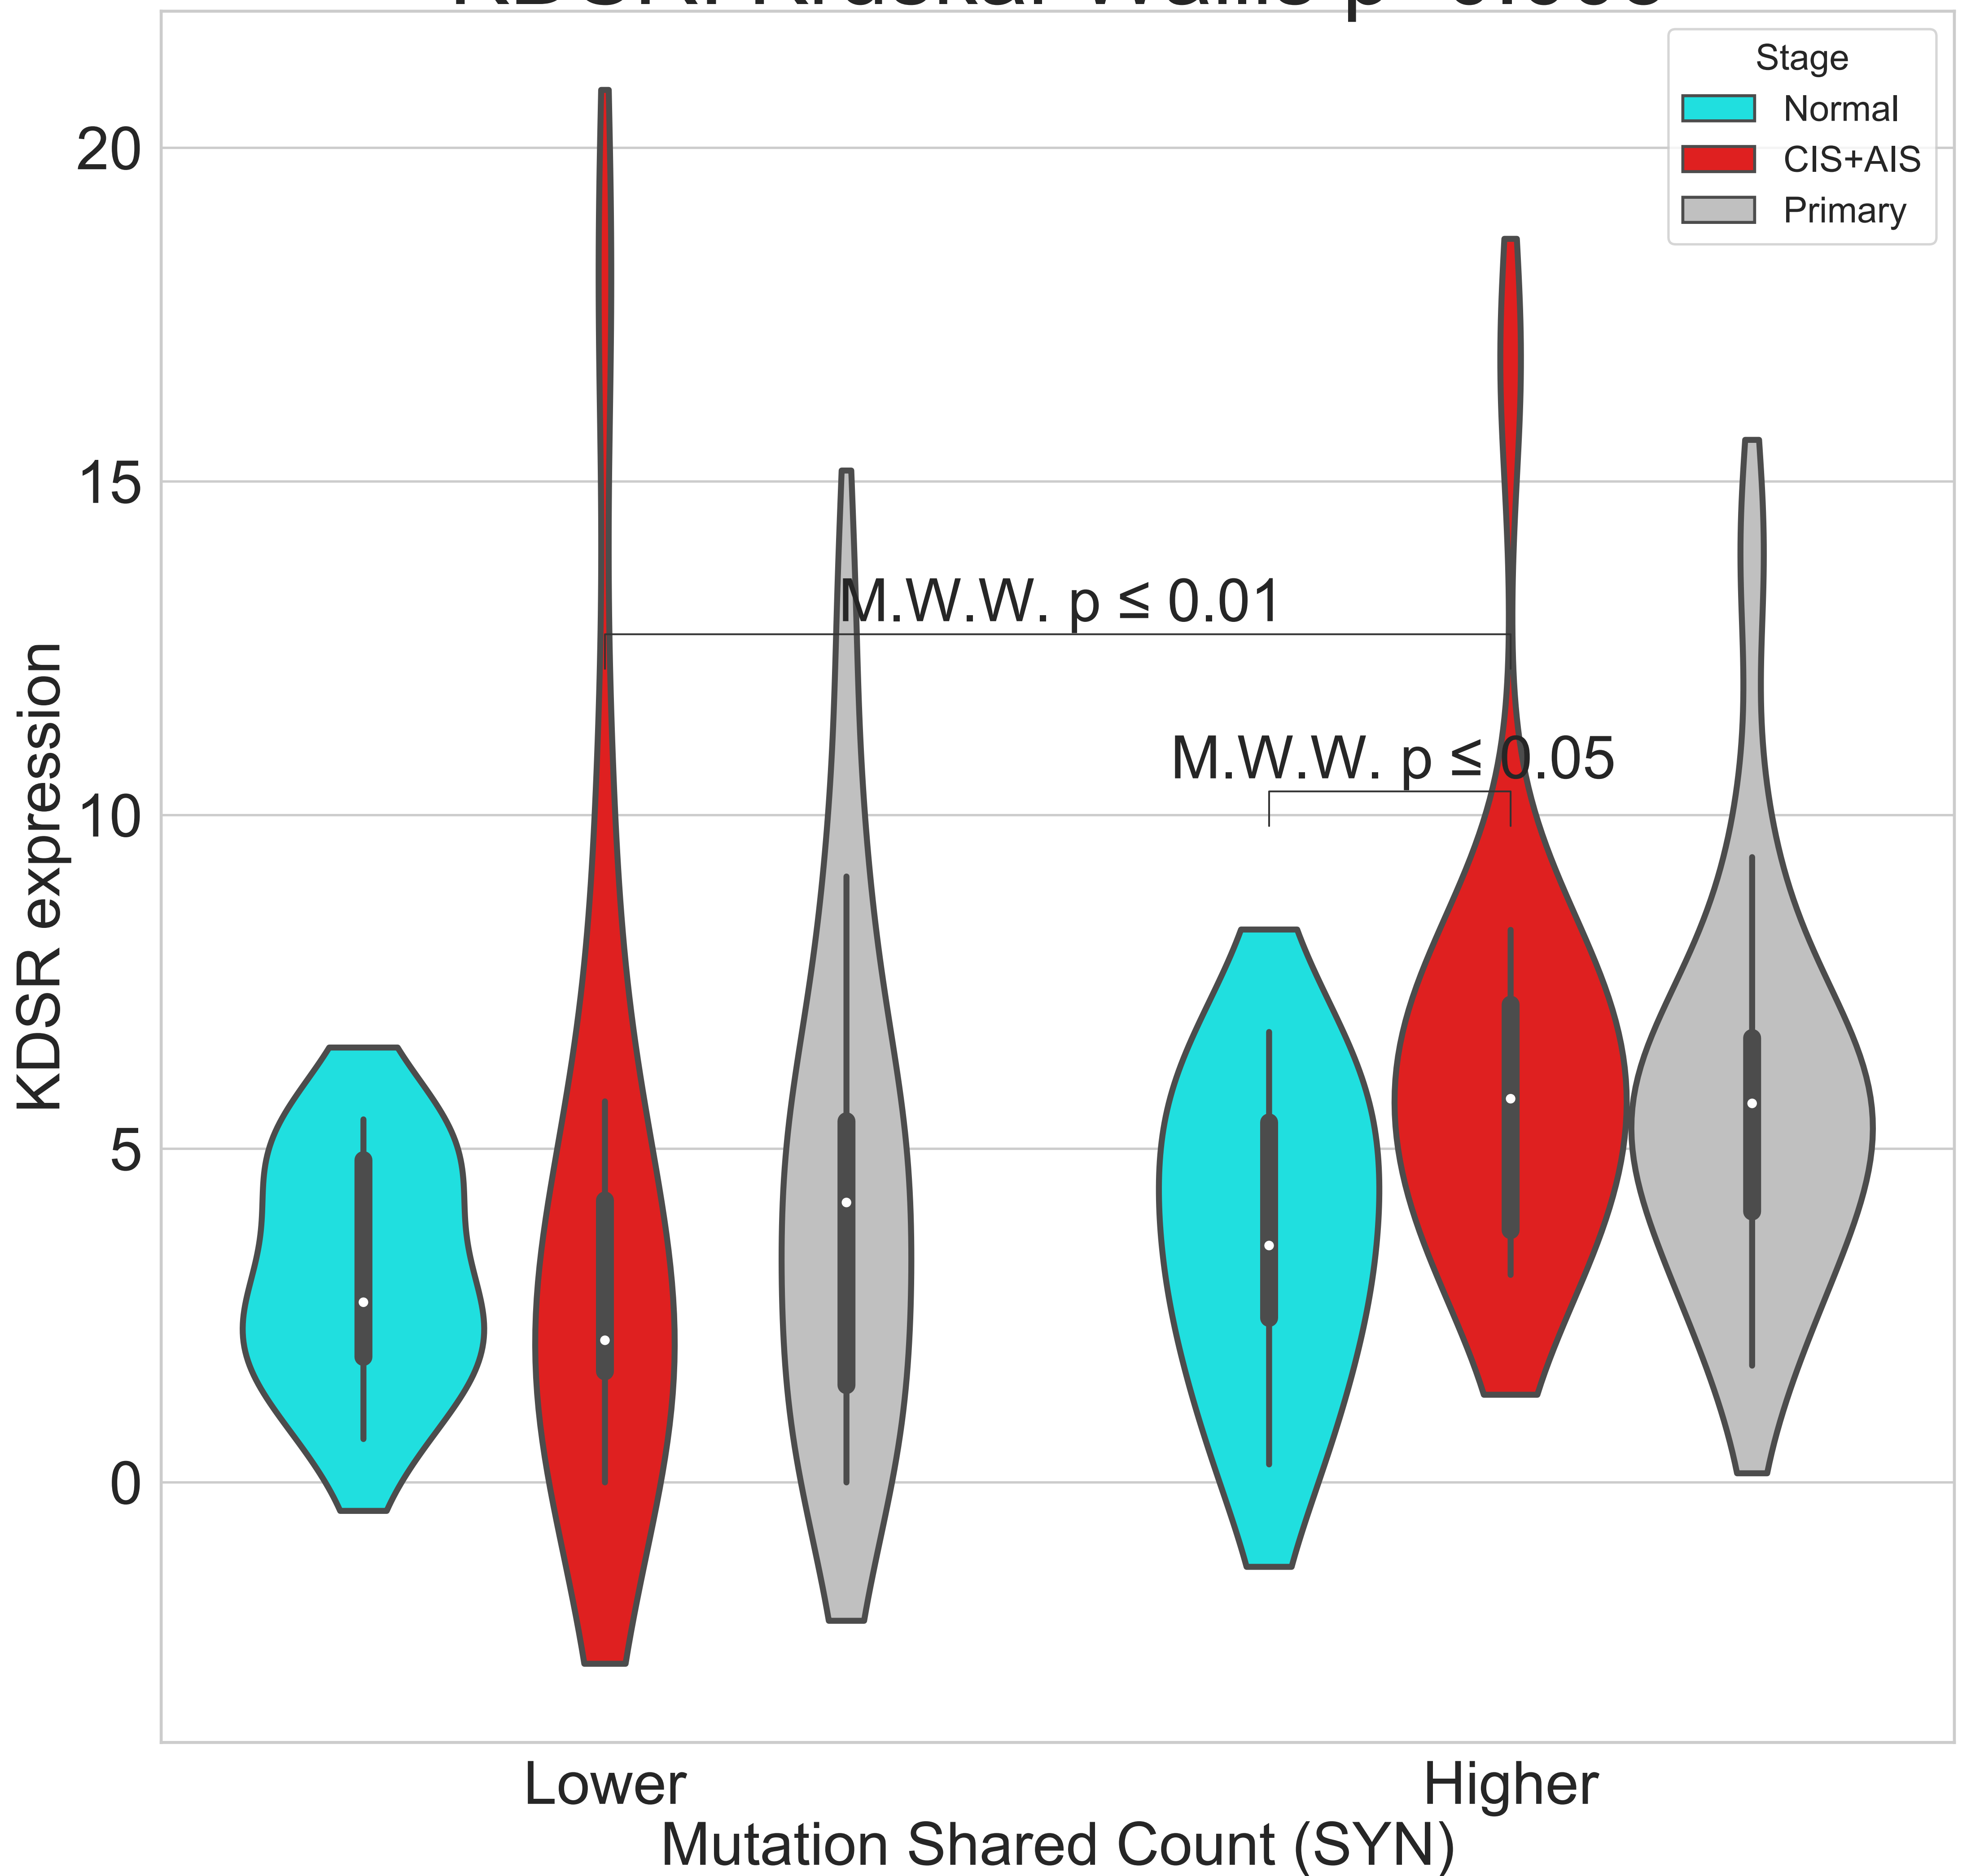 Stage
Normal
CIS+AIS
Primary
20
15
10
5
0
KDSR expression
M.W.W. p ≤ 0.01
M.W.W. p ≤ 0.05
Lower
Higher
Mutation Shared Count (SYN)